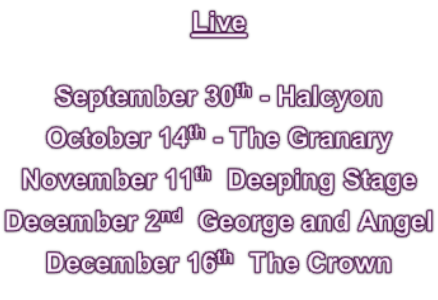 Live
September 30th - Halcyon
October 14th - The Granary
November 11th  Deeping Stage
December 2nd  George and Angel
December 16th  The Crown